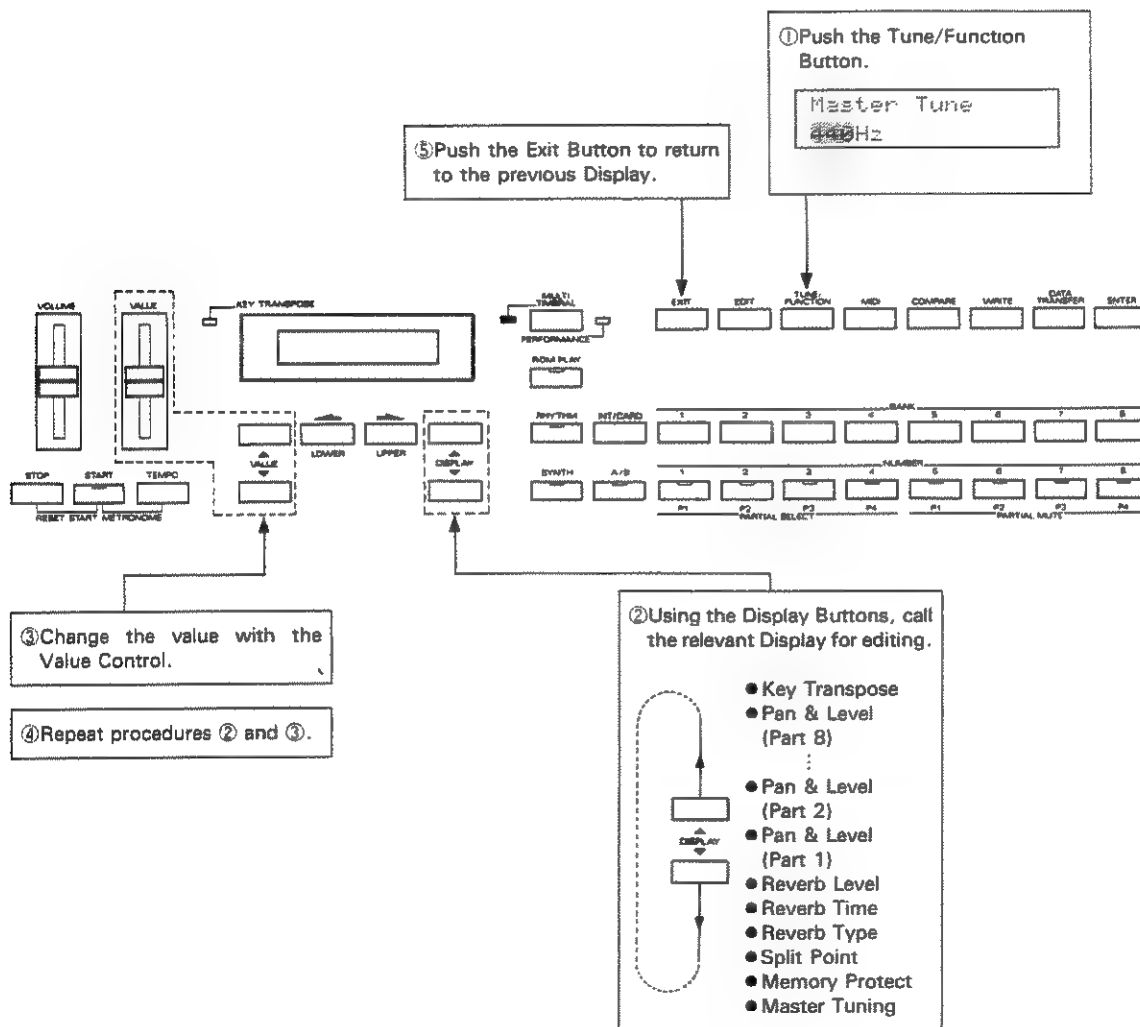 ①Push the Tune/Function
Button.
Master Tune
440Hz
⑤Push the Exit Button to return
to the previous Display.
VOLUME
VALUE
KEY TRANSPOSE
MULTI
TIMBRAL
PERFORMANCE
EXIT
EDIT
TUNE/
FUNCTION
MIDI
COMPARE
WRITE
DATA
TRANSFER
ENTER
ROM PLAY
RHYTHM
INT/CARD
BANK
1 2 3 4 5 6 7 8
VALUE
LOWER
UPPER
DISPLAY
STOP
START
TEMPO
RESET START
METRONOME
SYNTH
A/B
NUMBER
1 2 3 4 5 6 7 8
P1 P2 P3 P4 P1 P2 P3 P4
PARTIAL SELECT
PARTIAL MUTE
③Change the value with the
Value Control.
④Repeat procedures ② and ③.
②Using the Display Buttons, call
the relevant Display for editing.
● Key Transpose
● Pan & Level
(Part 8)
⋮
● Pan & Level
(Part 2)
● Pan & Level
(Part 1)
● Reverb Level
● Reverb Time
● Reverb Type
● Split Point
● Memory Protect
● Master Tuning
DISPLAY